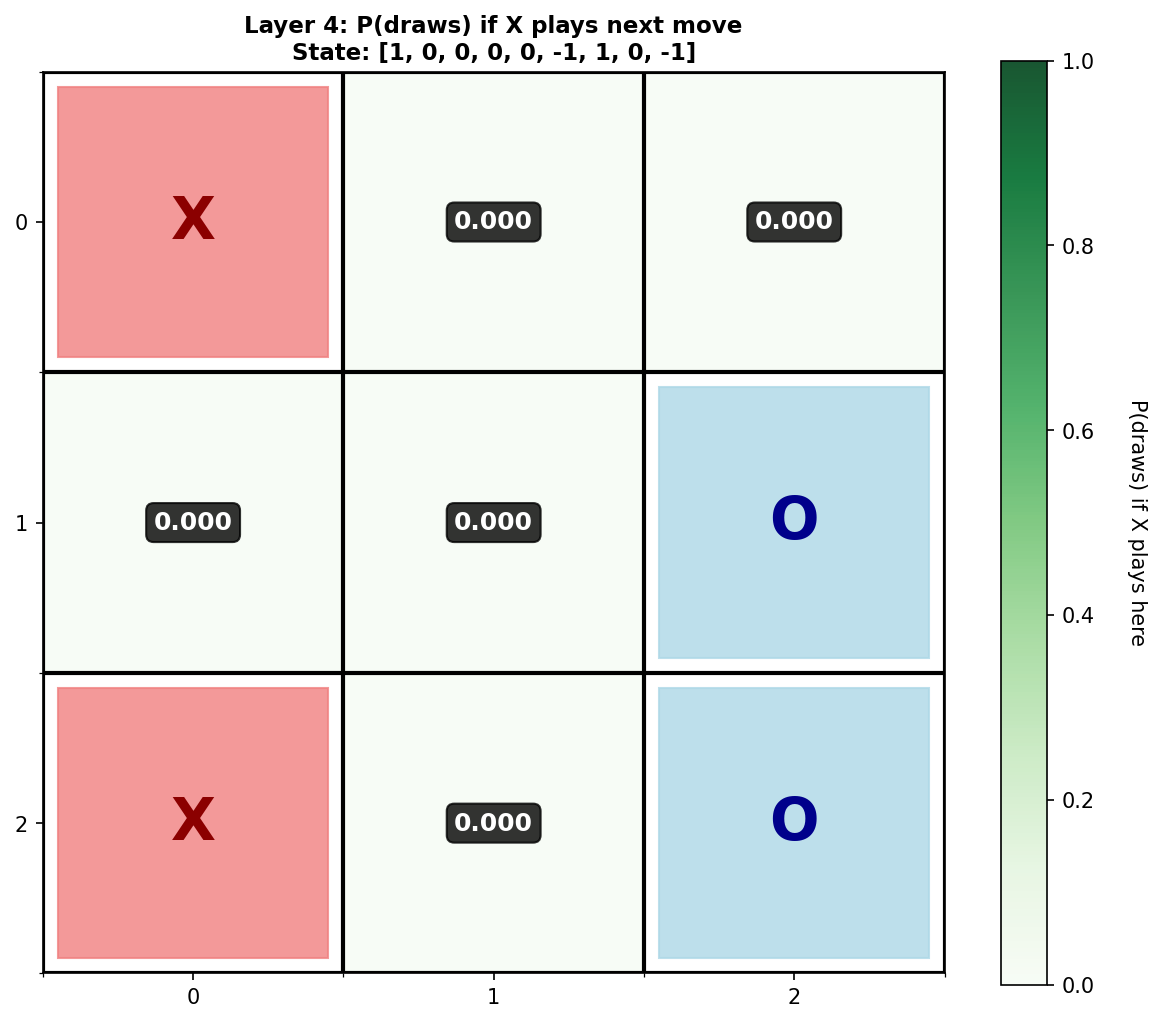 Layer 4: P(draws) if X plays next move
State: [1, 0, 0, 0, 0, -1, 1, 0, -1]
0
X
0.000
0.000
1
0.000
0.000
O
2
X
0.000
O
0
1
2
1.0
0.8
0.6
0.4
0.2
0.0
P(draws) if X plays here